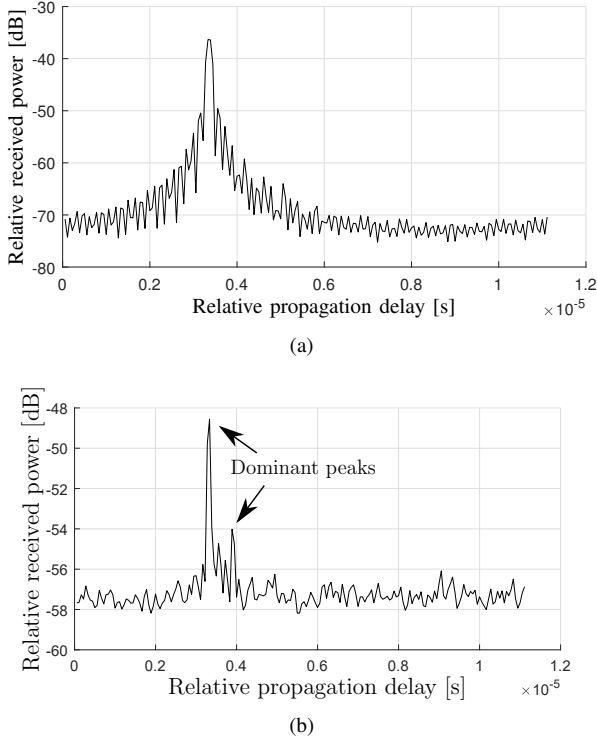 -30
-40
-50
-60
-70
-80
Relative received power [dB]
0 0.2 0.4 0.6 0.8 1 1.2
Relative propagation delay [s]
×10-5
(a)
-48
-50
-52
-54
-56
-58
-60
Relative received power [dB]
Dominant peaks
0 0.2 0.4 0.6 0.8 1 1.2
Relative propagation delay [s]
×10-5
(b)